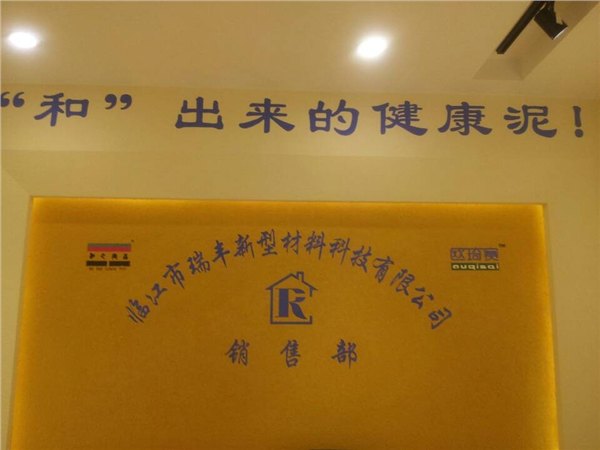 “和”出来的健康泥!
临江市瑞丰新型材料科技有限公司
R
销售部
ouqisai